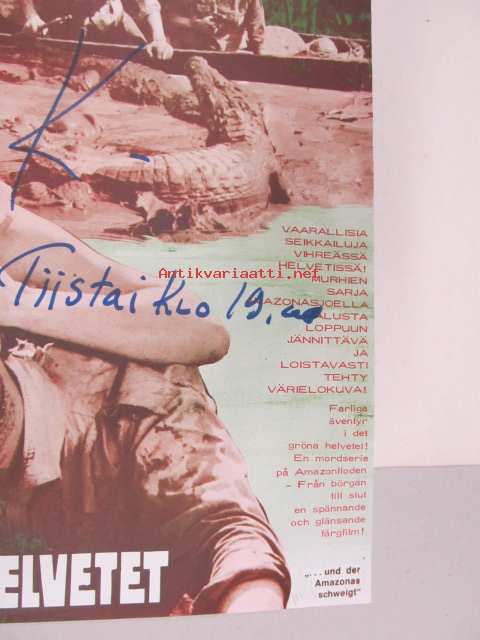 K-
Tiistai klo 19.00
VAARALLISIA
SEIKKAILUJA
VIHREÄSSÄ
HELVETISSÄ!
MURHIEN
SARJA
AMAZONASJOELLA
ALUSTA
LOPPUUN
JÄNNITTÄVÄ
JA
LOISTAVASTI
TEHTY
VÄRIELOKUVA!
Farliga
äventyr
i det
gröna helvetet!
En mordserie
på Amazonfloden
- Från början
till slut
en spännande
och glänsande
färgfilm!
ELVETET
„... und der
Amazonas
schweigt"
Antikvariaatti.net